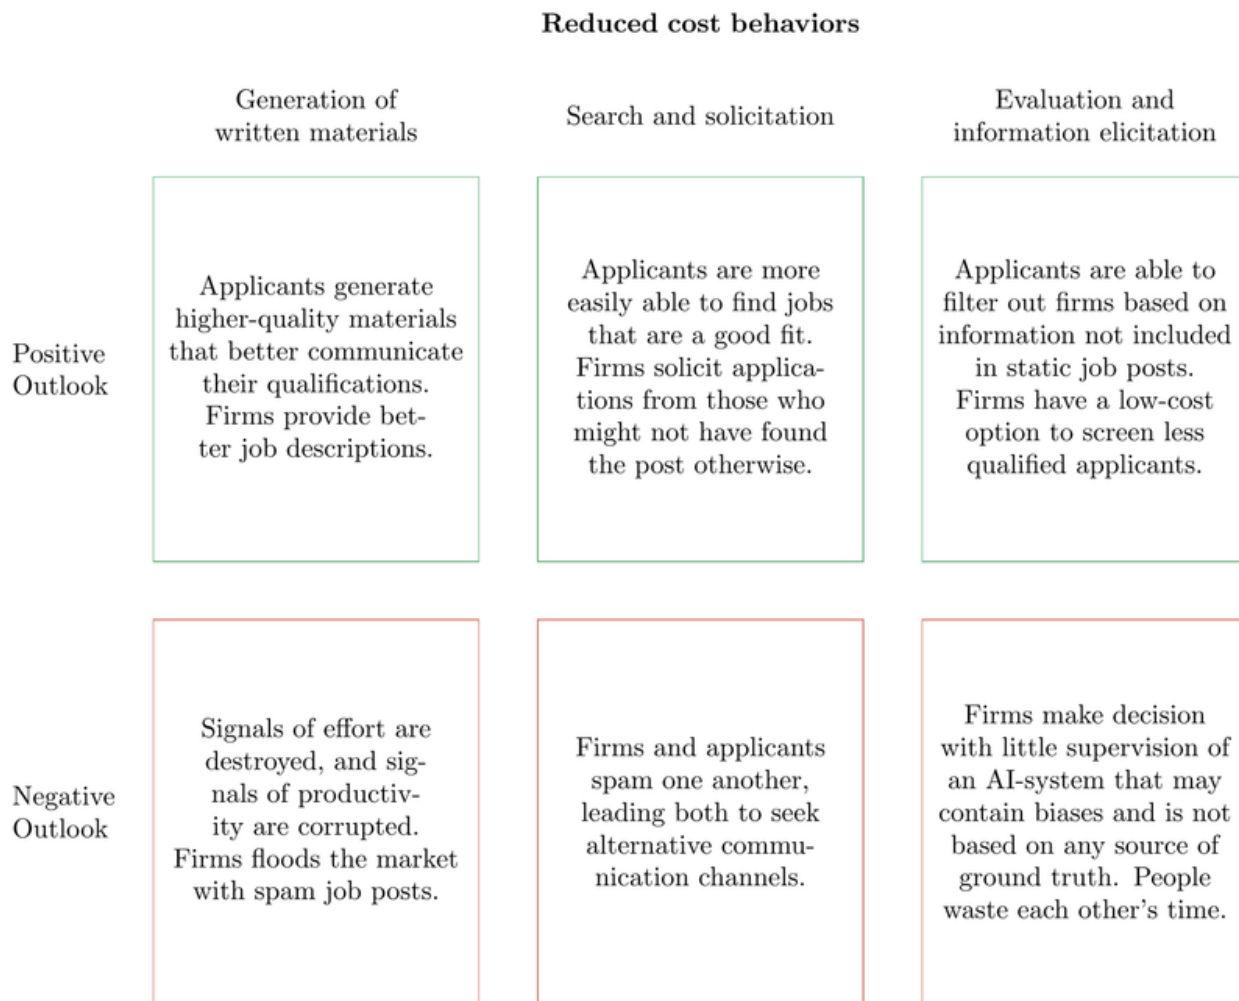 Reduced cost behaviors
Generation of
written materials
Search and solicitation
Evaluation and
information elicitation
Positive
Outlook
Applicants generate
higher-quality materials
that better communicate
their qualifications.
Firms provide bet-
ter job descriptions.
Applicants are more
easily able to find jobs
that are a good fit.
Firms solicit applica-
tions from those who
might not have found
the post otherwise.
Applicants are able to
filter out firms based on
information not included
in static job posts.
Firms have a low-cost
option to screen less
qualified applicants.
Negative
Outlook
Signals of effort are
destroyed, and sig-
nals of productiv-
ity are corrupted.
Firms floods the market
with spam job posts.
Firms and applicants
spam one another,
leading both to seek
alternative commu-
nication channels.
Firms make decision
with little supervision of
an AI-system that may
contain biases and is not
based on any source of
ground truth. People
waste each other's time.